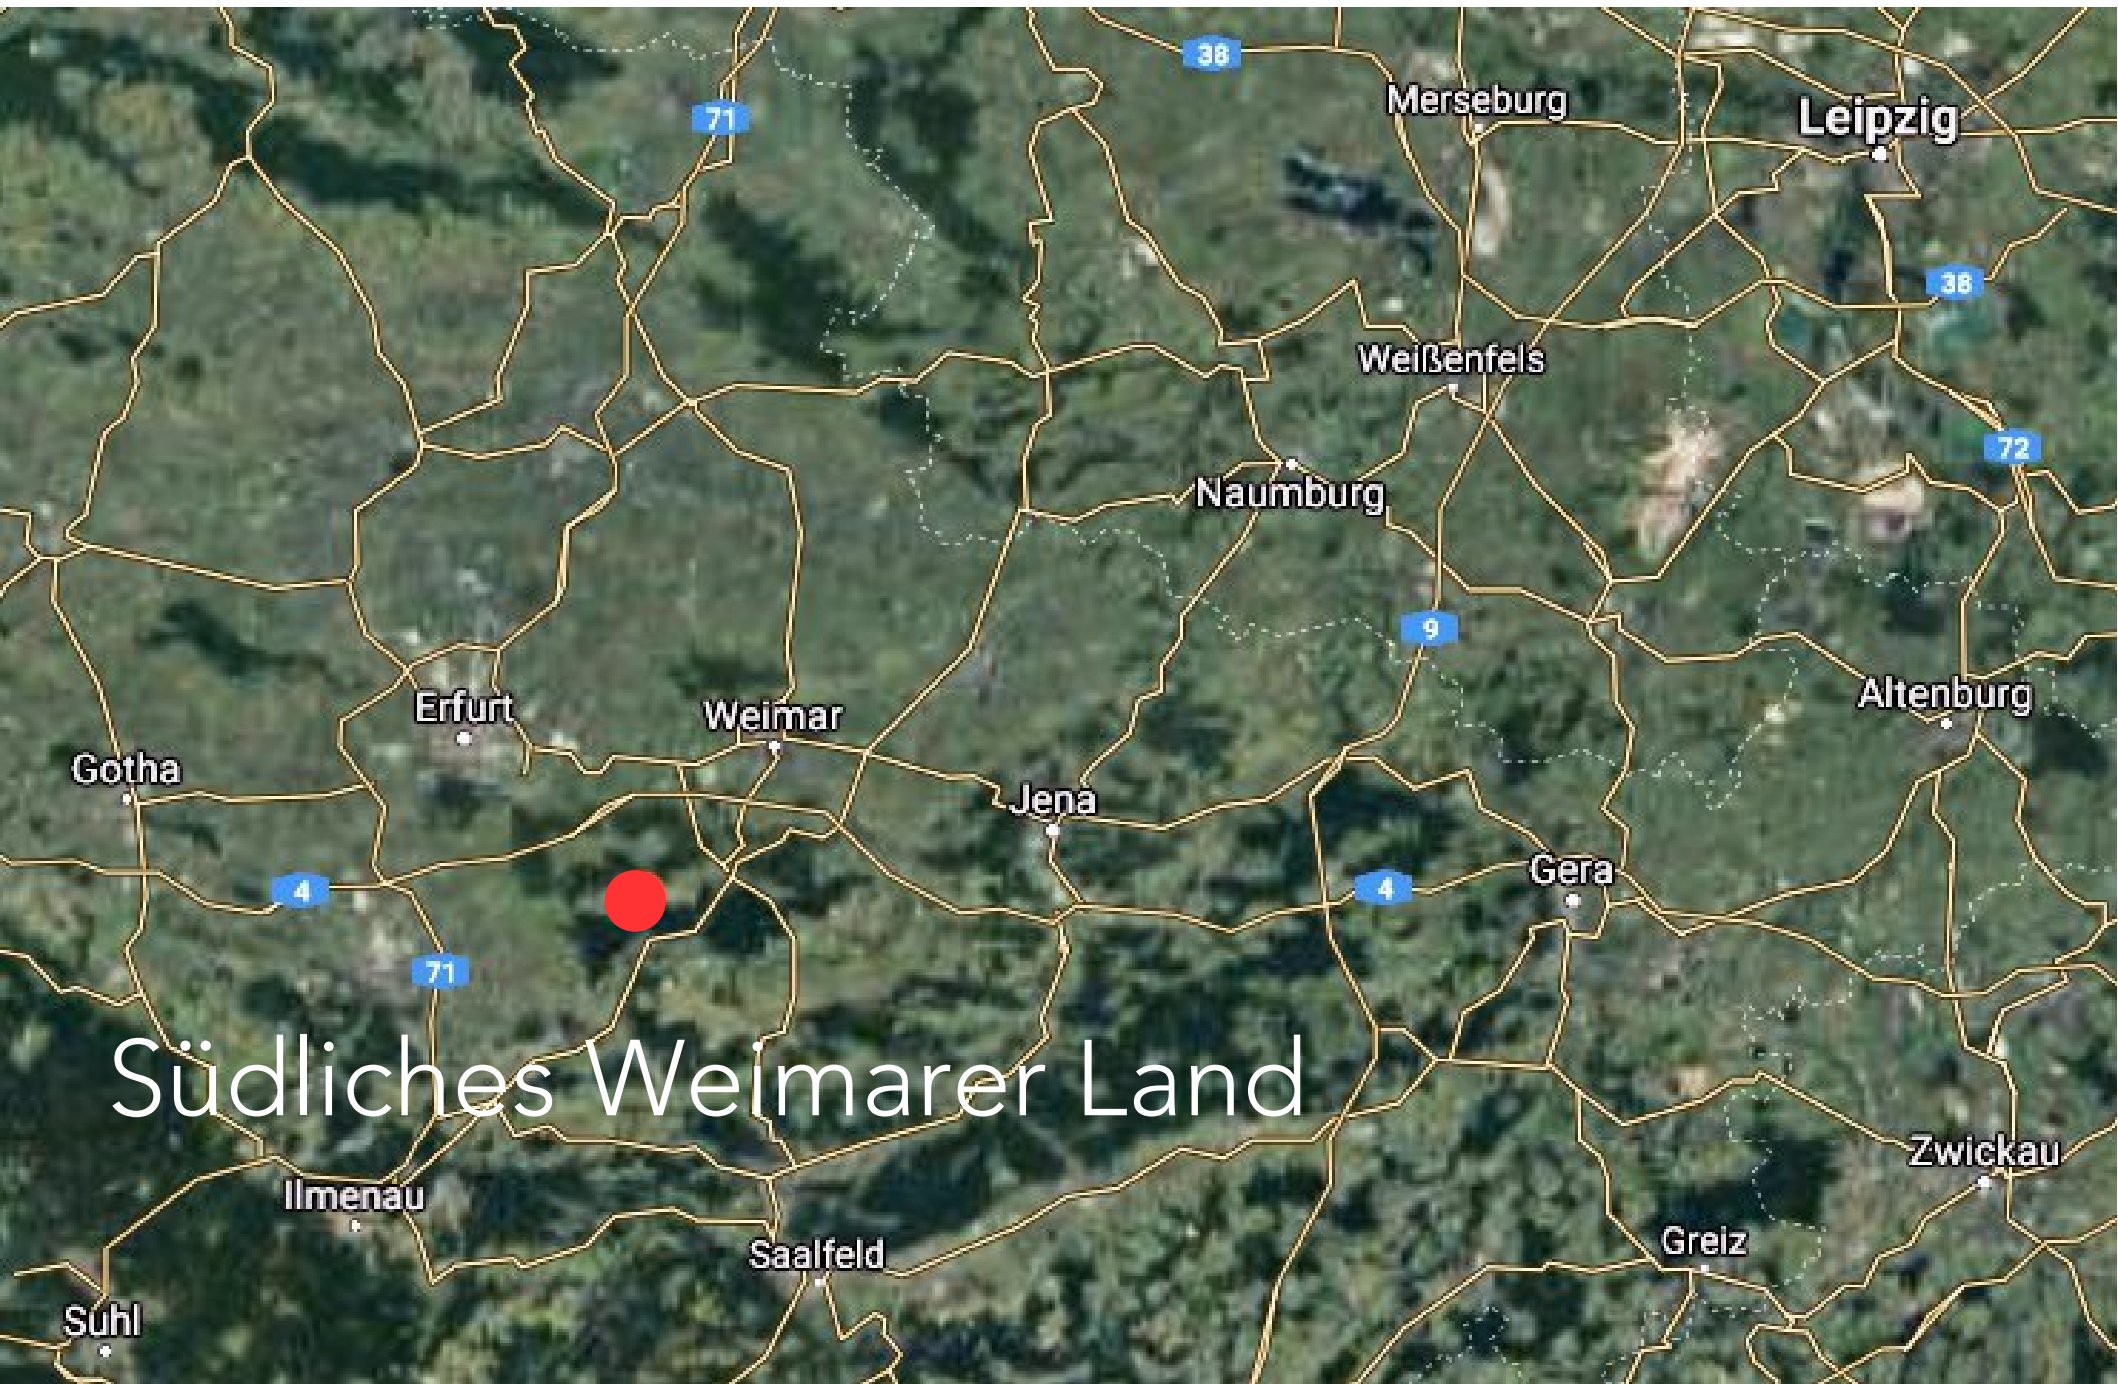 38
Merseburg
71
Leipzig
38
Weißenfels
72
Naumburg
9
Altenburg
Erfurt
Weimar
Gotha
Jena
Gera
4
4
71
Südliches Weimarer Land
Zwickau
Ilmenau
Greiz
Saalfeld
Suhl